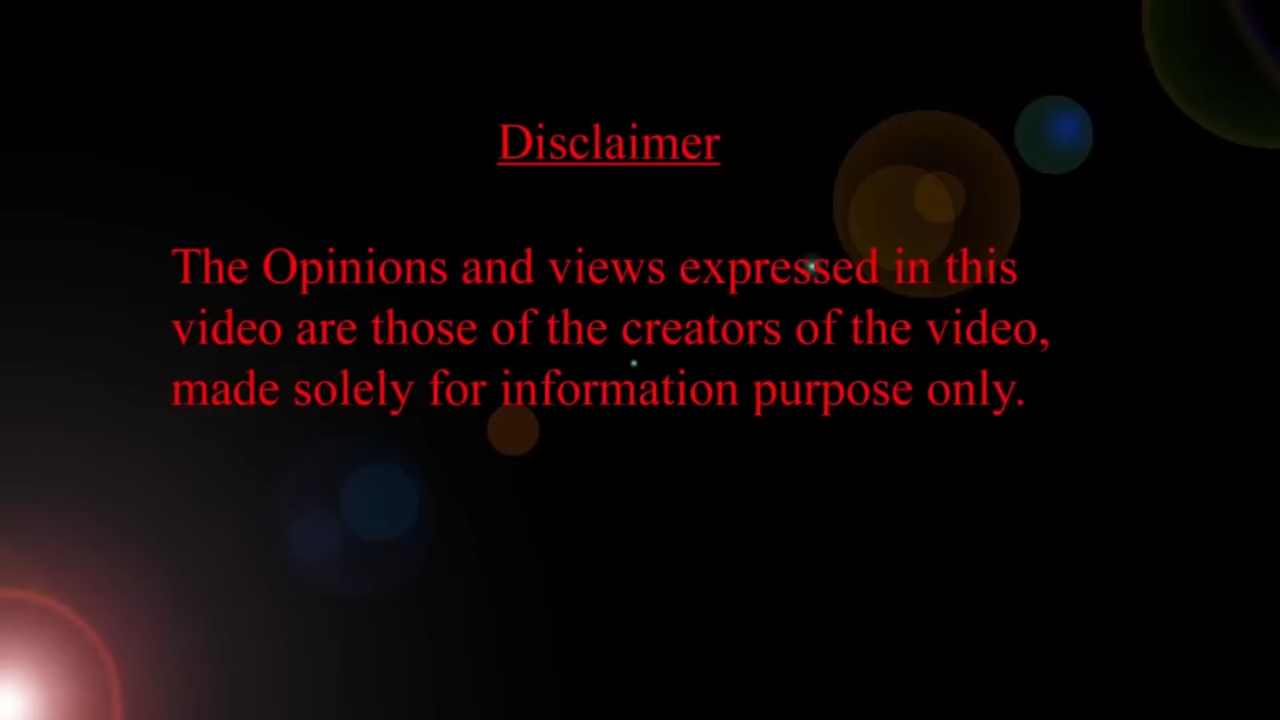 Disclaimer
The Opinions and views expressed in this
video are those of the creators of the video,
made solely for information purpose only.